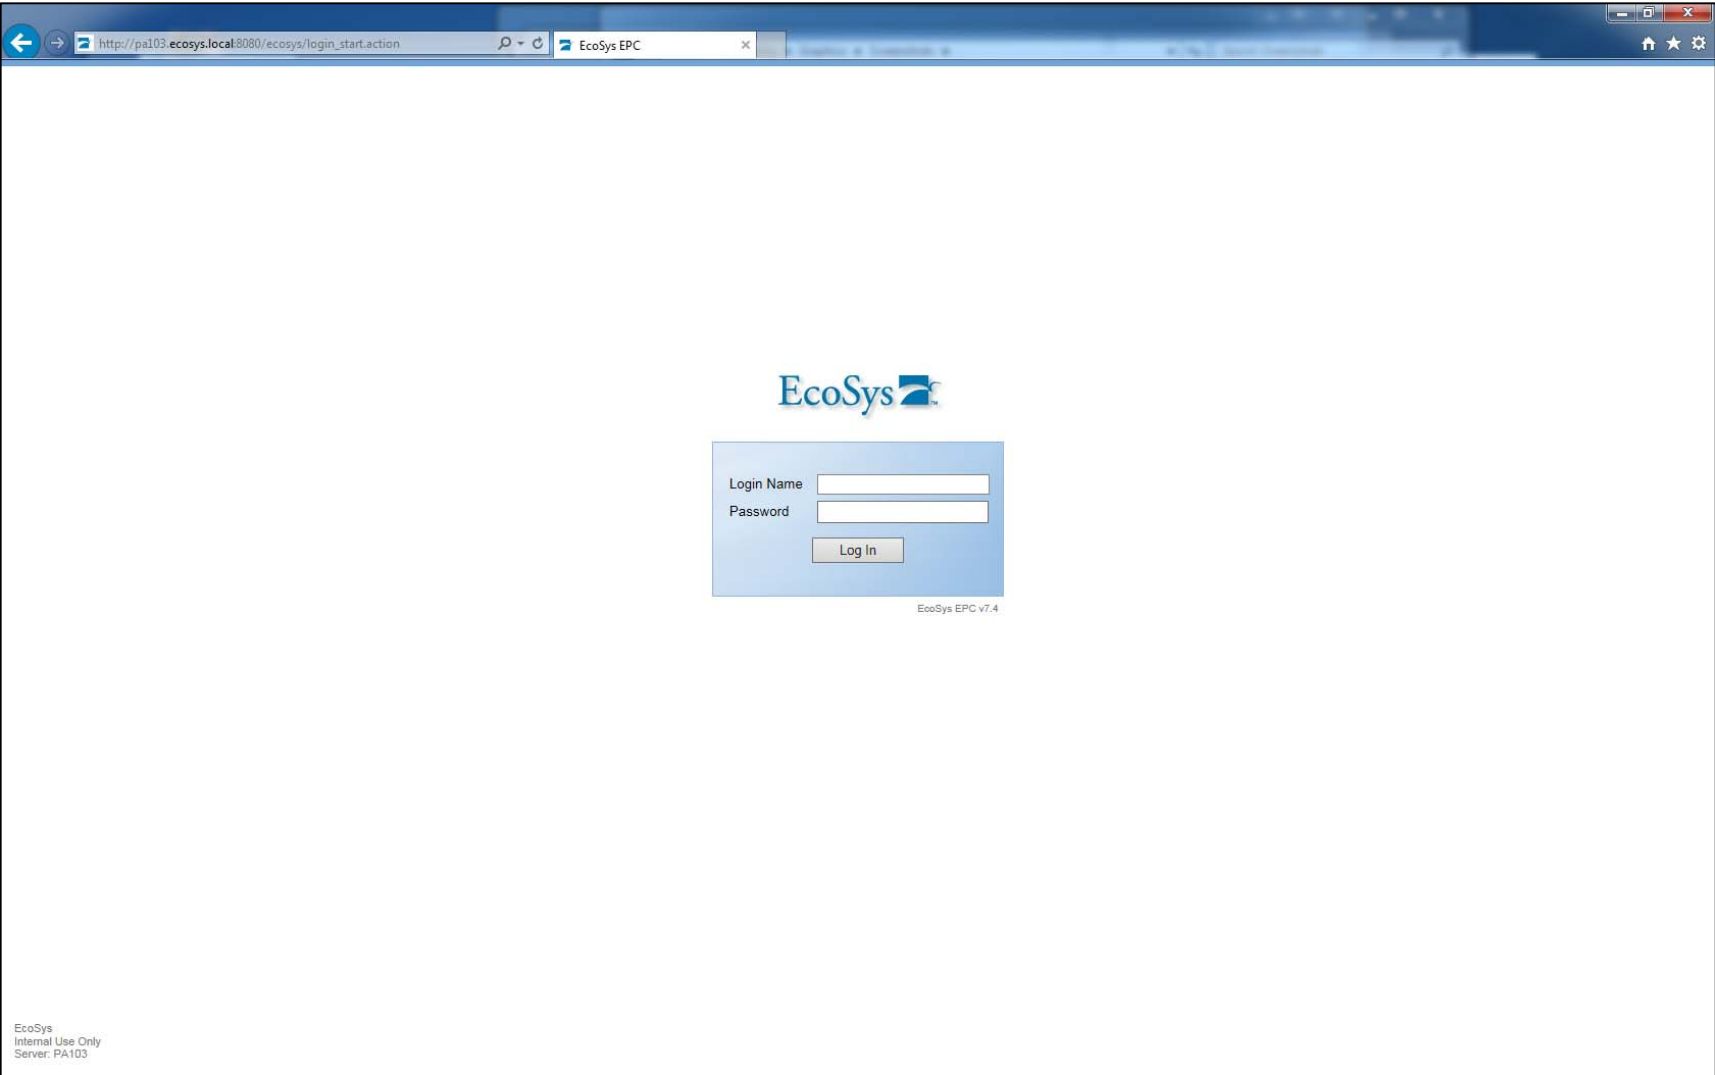 http://pa103.ecosys.local:8080/ecosys/login_start.action
EcoSys EPC
EcoSys
Login Name
Password
Log In
EcoSys EPC v7.4
EcoSys
Internal Use Only
Server: PA103